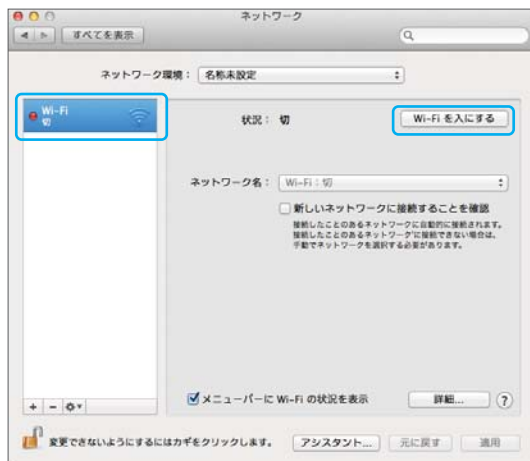 ネットワーク
すべてを表示
ネットワーク環境： 名称未設定
Wi-Fi
切
状況： 切
Wi-Fi を入にする
ネットワーク名： Wi-Fi：切
新しいネットワークに接続することを確認
接続したことのあるネットワークに自動的に接続されます。
接続したことのあるネットワークに接続できない場合は、
手動でネットワークを選択する必要があります。
メニューバーに Wi-Fi の状況を表示
詳細...
?
+ −
変更できないようにするにはカギをクリックします。
アシスタント...
元に戻す
適用